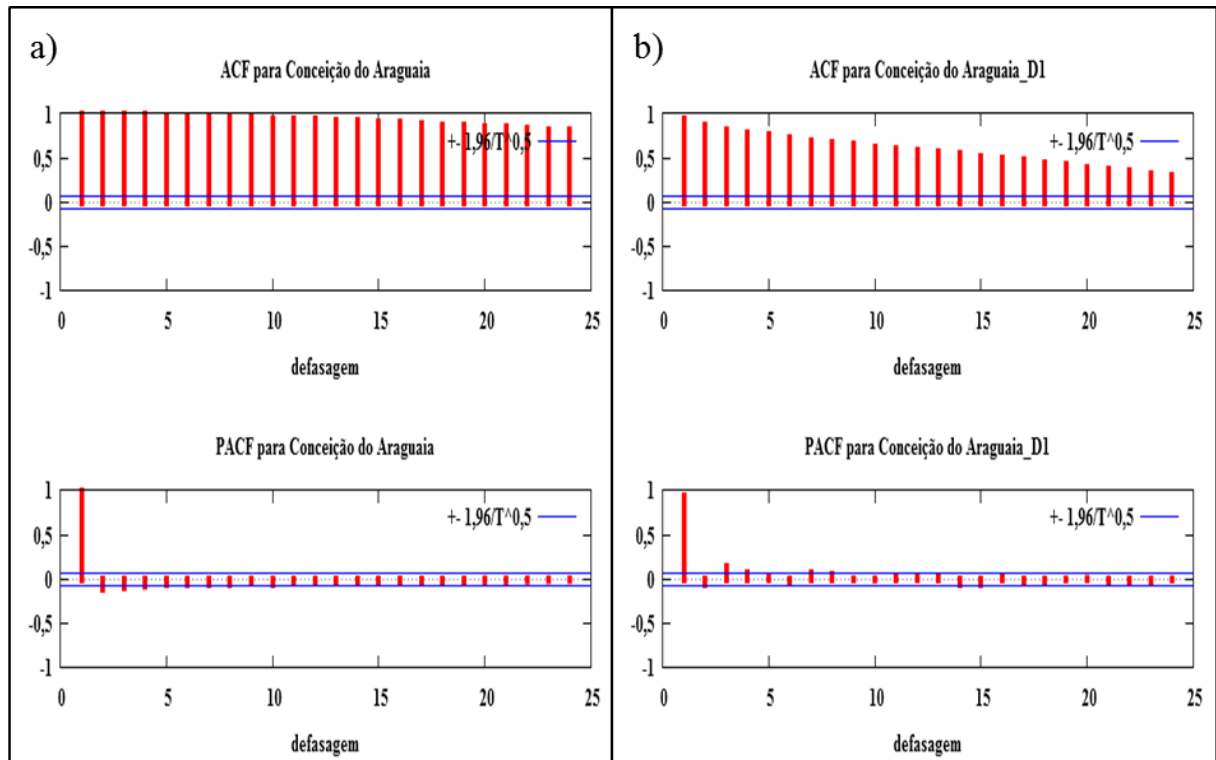 a)
ACF para Conceição do Araguaia
1
0,5
0
-0,5
-1
+- 1,96/T^0,5
0 5 10 15 20 25
defasagem
PACF para Conceição do Araguaia
1
0,5
0
-0,5
-1
+- 1,96/T^0,5
0 5 10 15 20 25
defasagem
b)
ACF para Conceição do Araguaia_D1
1
0,5
0
-0,5
-1
+- 1,96/T^0,5
0 5 10 15 20 25
defasagem
PACF para Conceição do Araguaia_D1
1
0,5
0
-0,5
-1
+- 1,96/T^0,5
0 5 10 15 20 25
defasagem